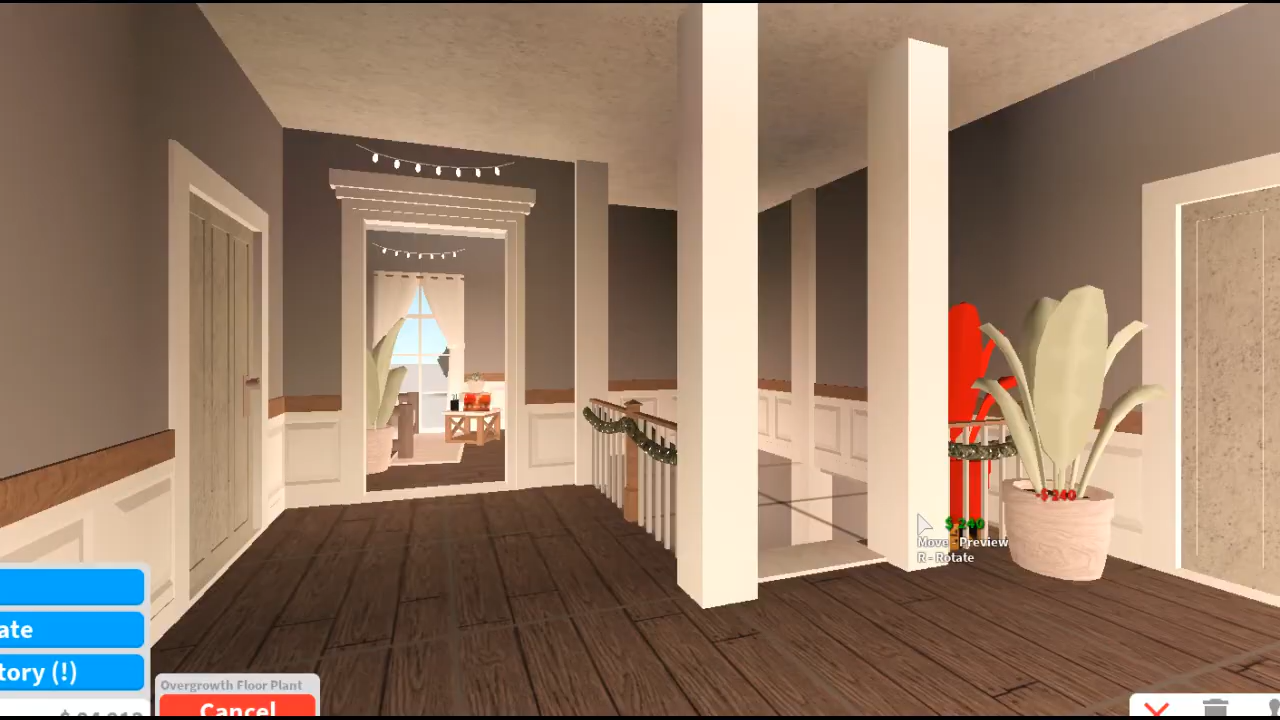 -$ 240
$ 240
Move - Preview
R - Rotate
ate
tory (!)
Overgrowth Floor Plant
Cancel